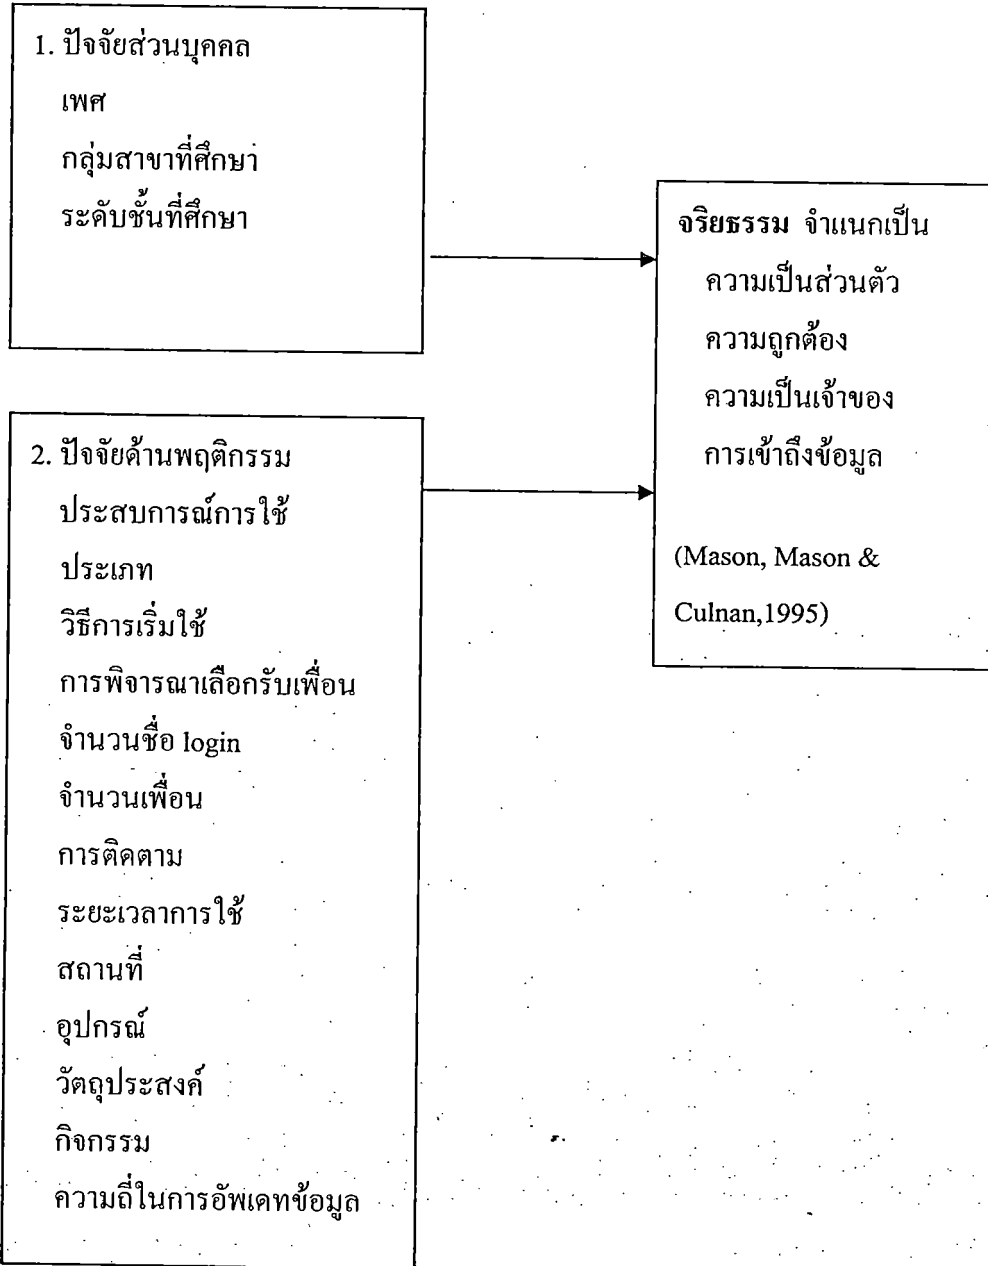 1. ปัจจัยส่วนบุคคล
เพศ
กลุ่มสาขาที่ศึกษา
ระดับชั้นที่ศึกษา
จริยธรรม จำแนกเป็น
ความเป็นส่วนตัว
ความถูกต้อง
ความเป็นเจ้าของ
การเข้าถึงข้อมูล
(Mason, Mason &
Culnan,1995)
2. ปัจจัยด้านพฤติกรรม
ประสบการณ์การใช้
ประเภท
วิธีการเริ่มใช้
การพิจารณาเลือกรับเพื่อน
จำนวนชื่อ login
จำนวนเพื่อน
การติดตาม
ระยะเวลาการใช้
สถานที่
อุปกรณ์
วัตถุประสงค์
กิจกรรม
ความถี่ในการอัพเดทข้อมูล